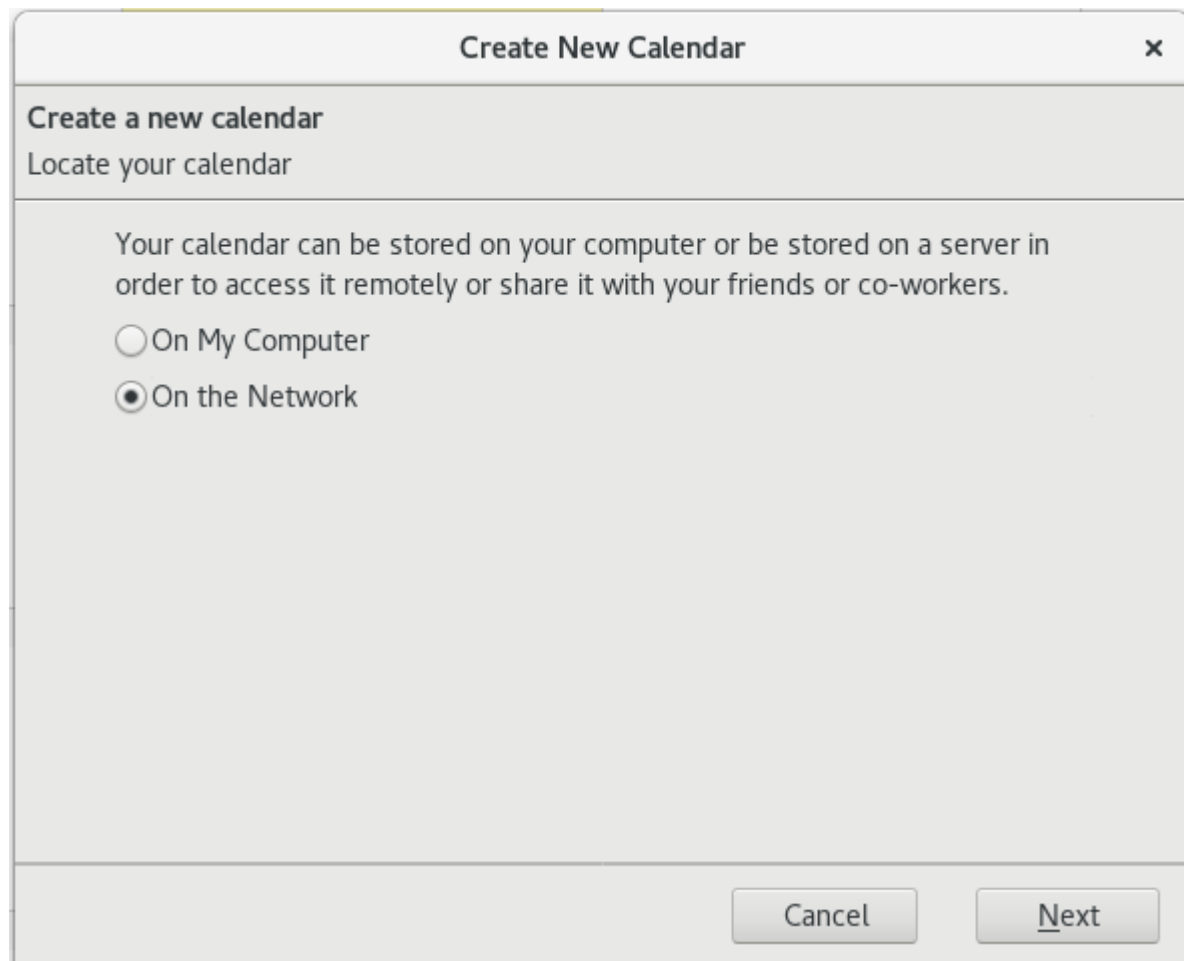 Create New Calendar
Create a new calendar
Locate your calendar
Your calendar can be stored on your computer or be stored on a server in
order to access it remotely or share it with your friends or co-workers.
On My Computer
On the Network
Cancel
Next